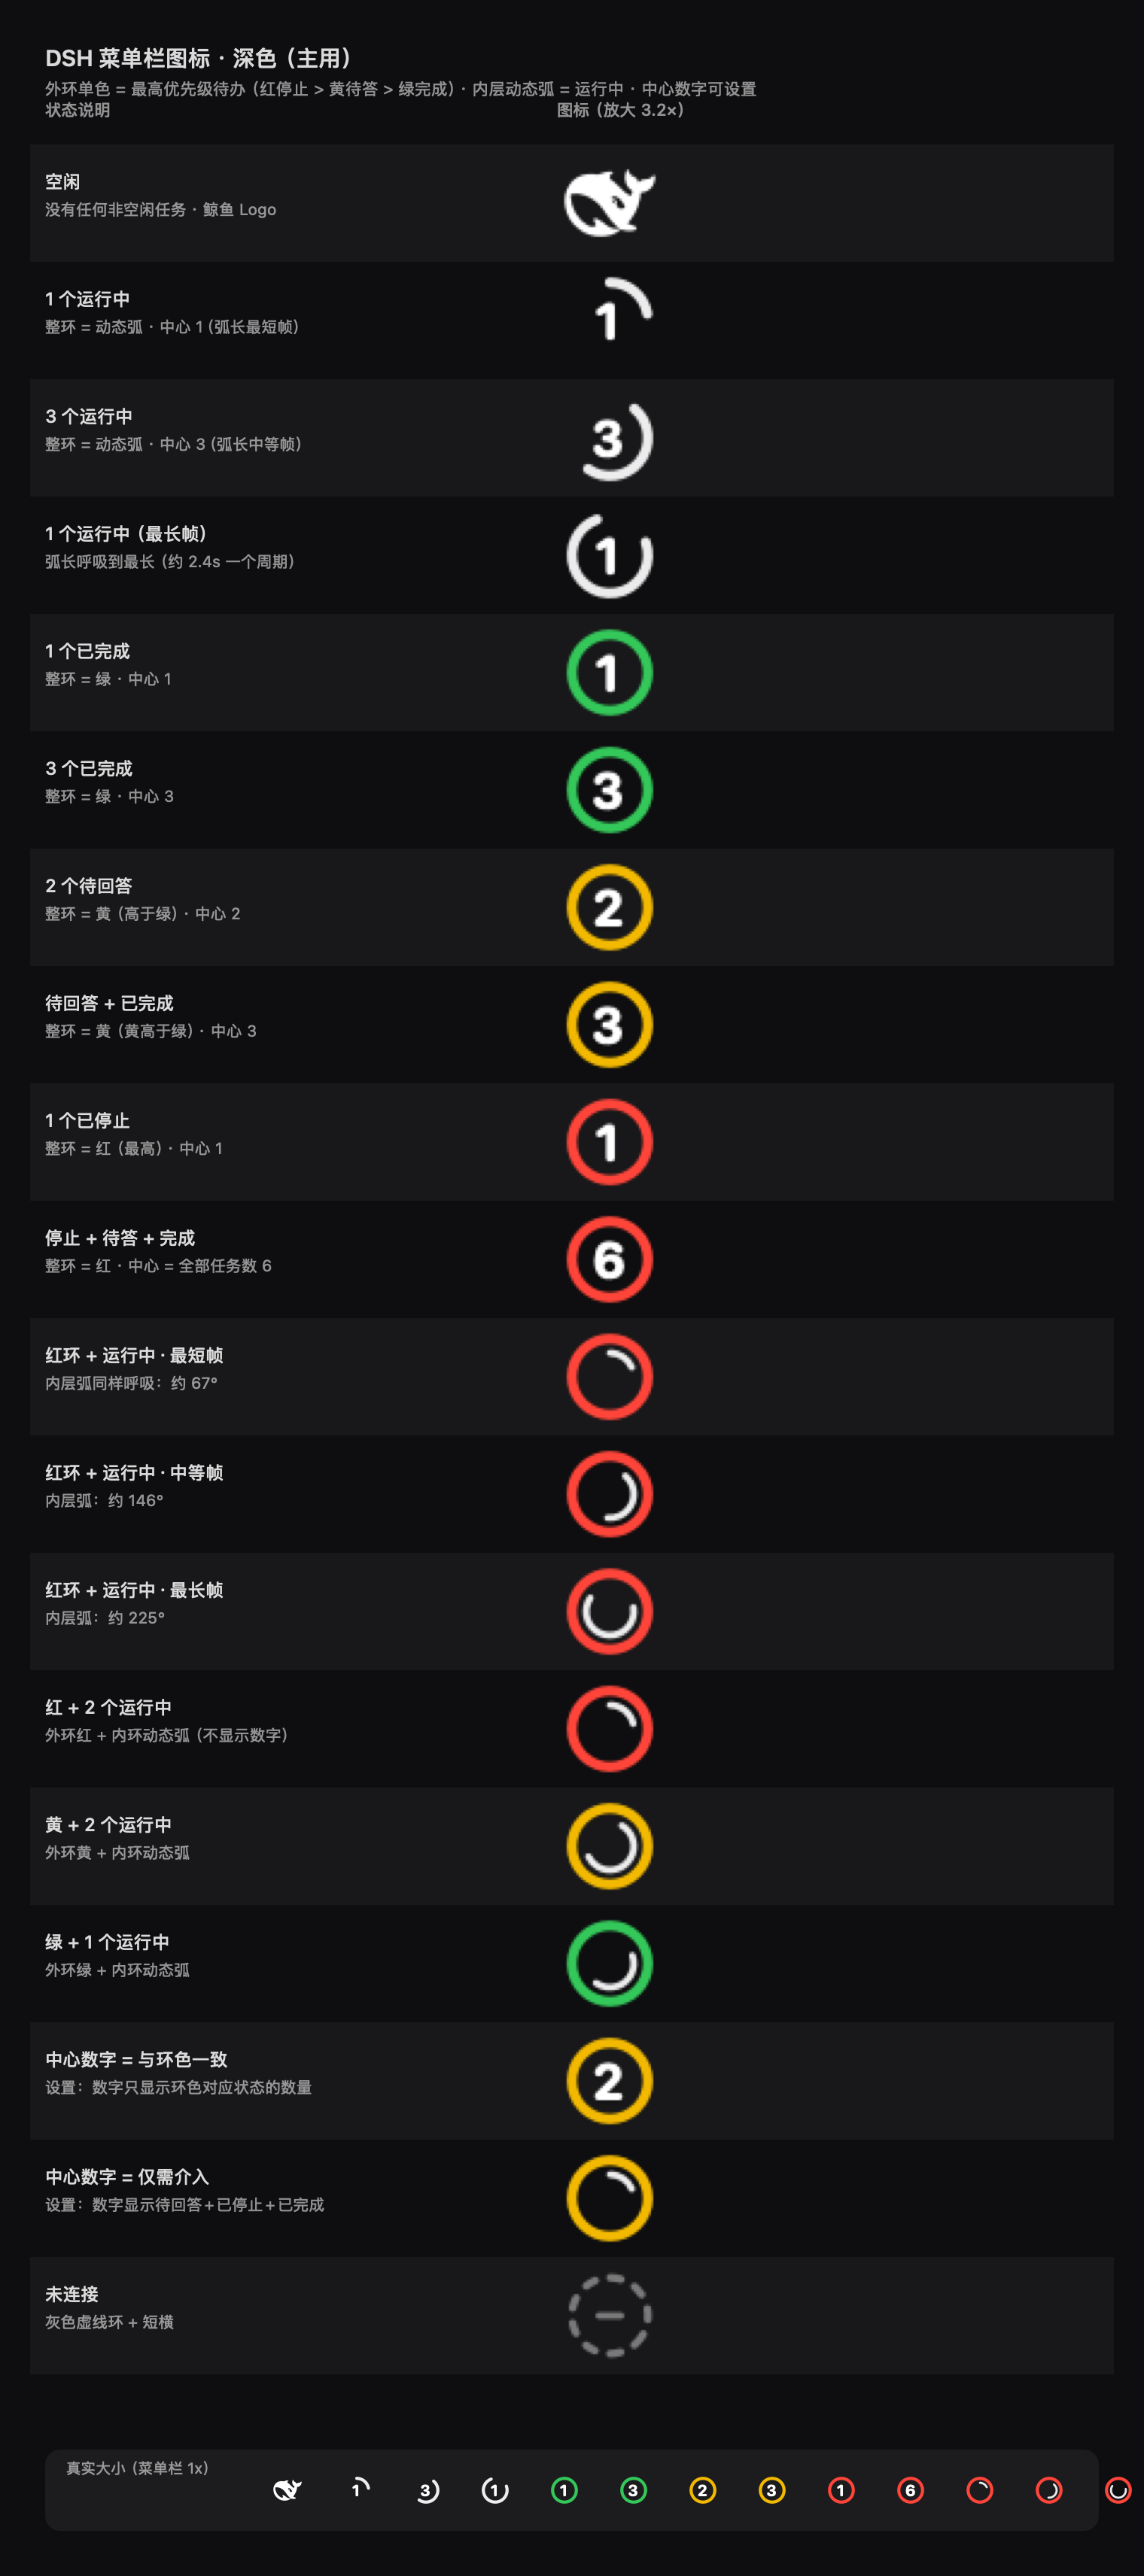 DSH 菜单栏图标 · 深色（主用）
外环单色 = 最高优先级待办（红停止 > 黄待答 > 绿完成）· 内层动态弧 = 运行中 · 中心数字可设置
状态说明
图标（放大 3.2×）
空闲
没有任何非空闲任务 · 鲸鱼 Logo
1 个运行中
整环 = 动态弧 · 中心 1（弧长最短帧）
1
3 个运行中
整环 = 动态弧 · 中心 3（弧长中等帧）
3
1 个运行中（最长帧）
弧长呼吸到最长（约 2.4s 一个周期）
1
1 个已完成
整环 = 绿 · 中心 1
1
3 个已完成
整环 = 绿 · 中心 3
3
2 个待回答
整环 = 黄（高于绿）· 中心 2
2
待回答 + 已完成
整环 = 黄（黄高于绿）· 中心 3
3
1 个已停止
整环 = 红（最高）· 中心 1
1
停止 + 待答 + 完成
整环 = 红 · 中心 = 全部任务数 6
6
红环 + 运行中 · 最短帧
内层弧同样呼吸：约 67°
红环 + 运行中 · 中等帧
内层弧：约 146°
红环 + 运行中 · 最长帧
内层弧：约 225°
红 + 2 个运行中
外环红 + 内环动态弧（不显示数字）
黄 + 2 个运行中
外环黄 + 内环动态弧
绿 + 1 个运行中
外环绿 + 内环动态弧
中心数字 = 与环色一致
设置：数字只显示环色对应状态的数量
2
中心数字 = 仅需介入
设置：数字显示待回答+已停止+已完成
未连接
灰色虚线环 + 短横
真实大小（菜单栏 1x）
1 3 1 1 3 2 3 1 6